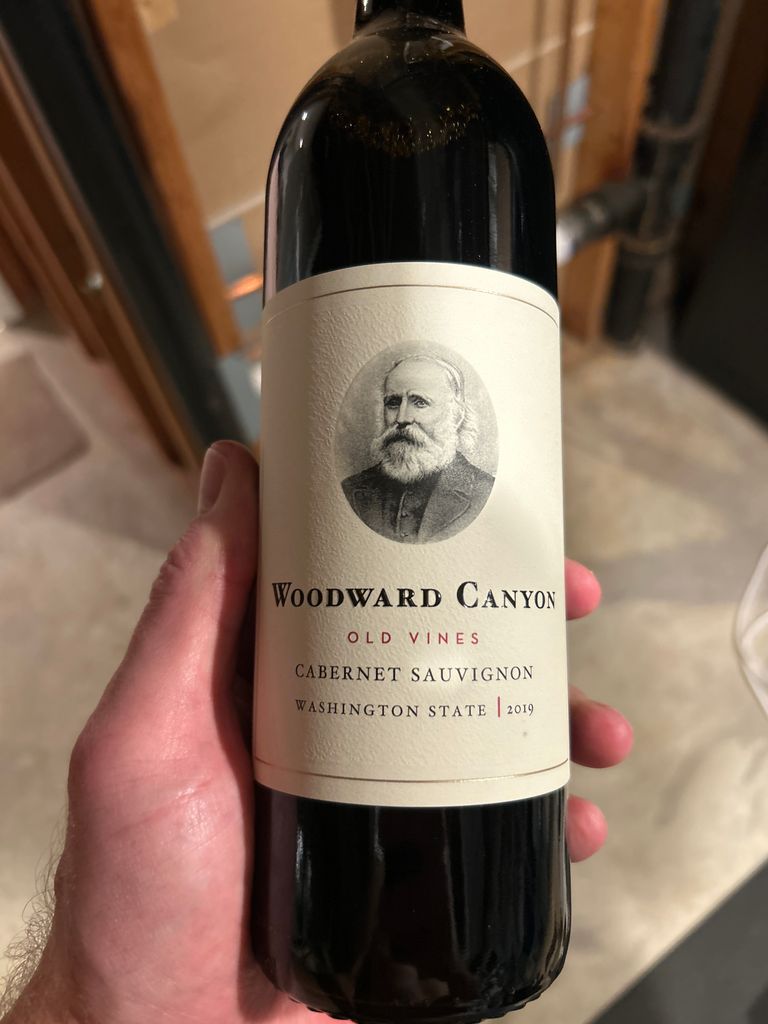 WOODWARD CANYON
OLD VINES
CABERNET SAUVIGNON
WASHINGTON STATE | 2019